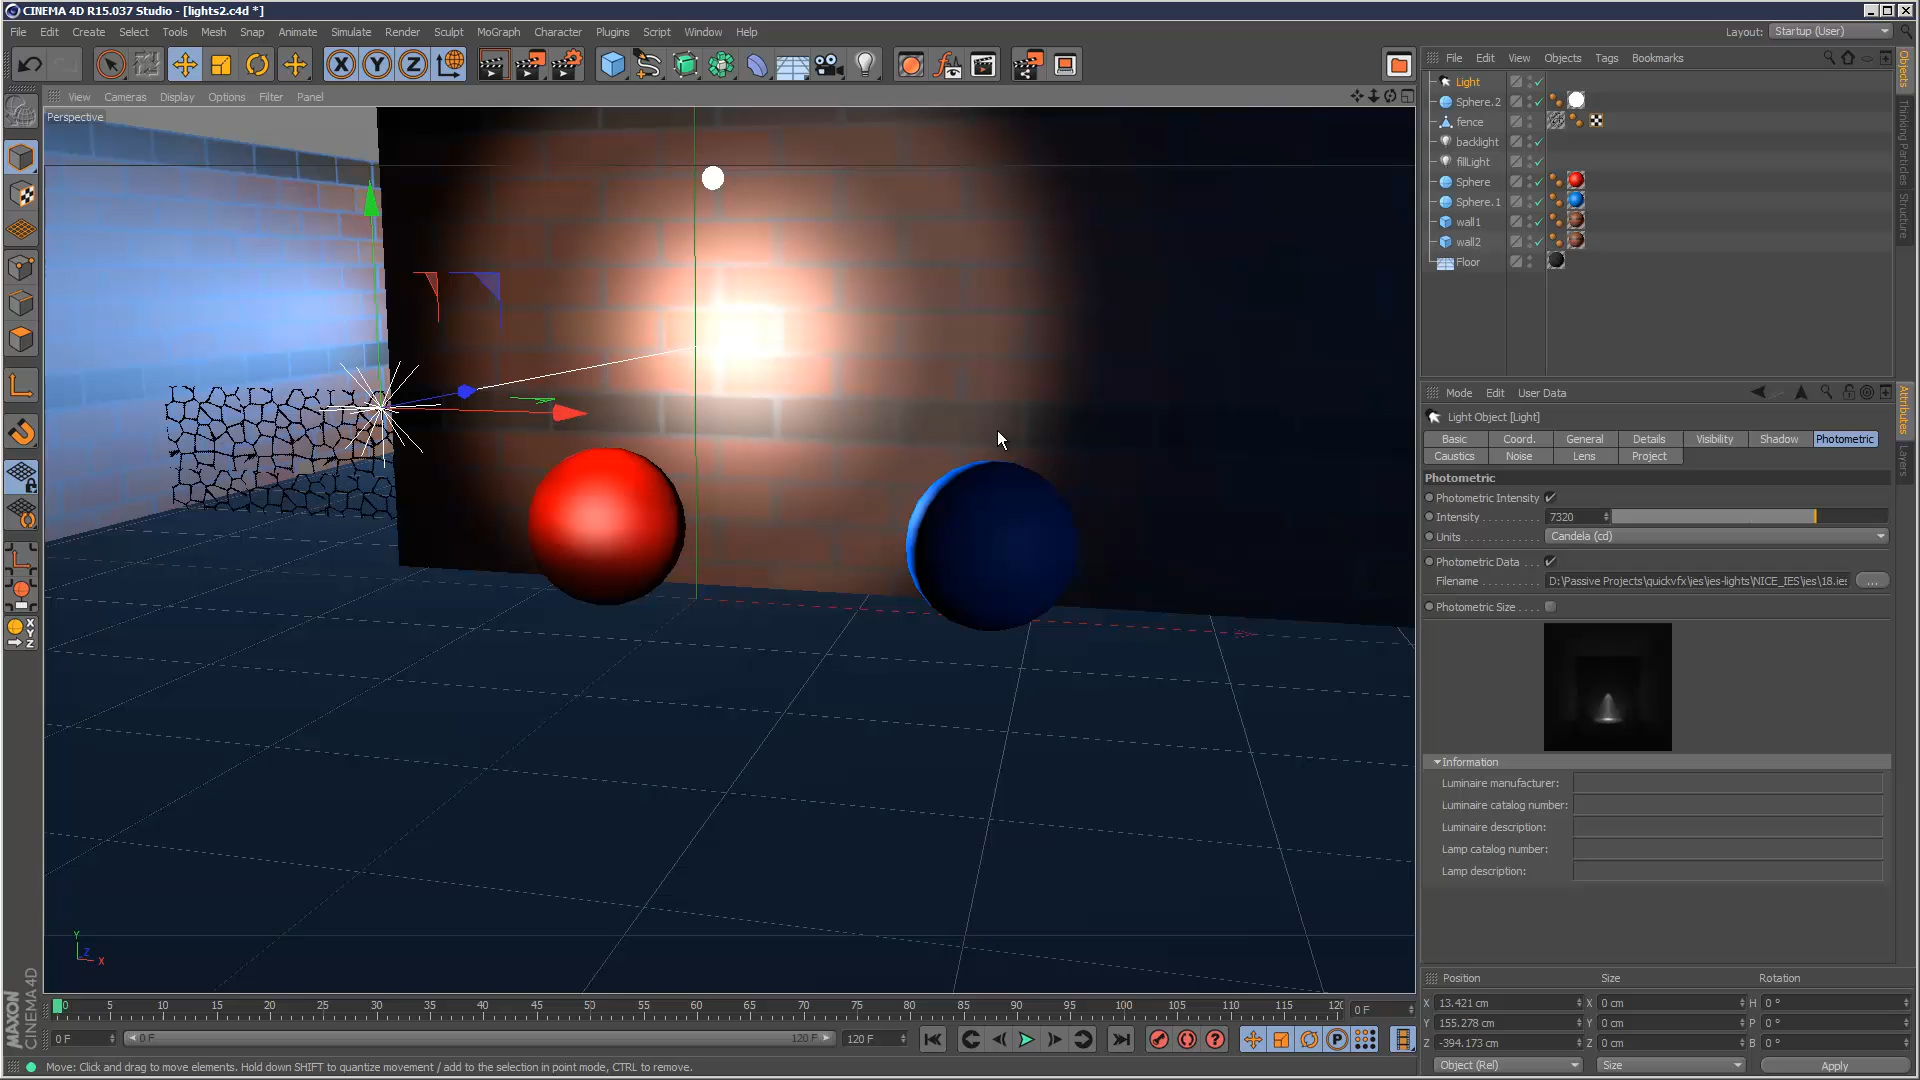 CINEMA 4D R15.037 Studio - [lights2.c4d *]
File Edit Create Select Tools Mesh Snap Animate Simulate Render Sculpt MoGraph Character Plugins Script Window Help
Layout: Startup (User)
X Y Z
File Edit View Objects Tags Bookmarks
View Cameras Display Options Filter Panel
Perspective
Light
Sphere.2
fence
backlight
fillLight
Sphere
Sphere.1
wall1
wall2
Floor
Objects
Thinking Particles
Structure
Mode Edit User Data
Attributes
Layers
Light Object [Light]
Basic Coord. General Details Visibility Shadow Photometric
Caustics Noise Lens Project
Photometric
Photometric Intensity
Intensity 7320
Units Candela (cd)
Photometric Data
Filename D:\Passive Projects\quickvfx\ies\ies-lights\NICE_IES\ies\18.ies ...
Photometric Size
Information
Luminaire manufacturer:
Luminaire catalog number:
Luminaire description:
Lamp catalog number:
Lamp description:
X
Y
Z
Y
Z
X
MAXON
CINEMA 4D
0 5 10 15 20 25 30 35 40 45 50 55 60 65 70 75 80 85 90 95 100 105 110 115 120
0 F
0 F 0 F 120 F 120 F
P
Position Size Rotation
X 13.421 cm X 0 cm H 0 °
Y 155.278 cm Y 0 cm P 0 °
Z -394.173 cm Z 0 cm B 0 °
Object (Rel) Size Apply
Move: Click and drag to move elements. Hold down SHIFT to quantize movement / add to the selection in point mode, CTRL to remove.